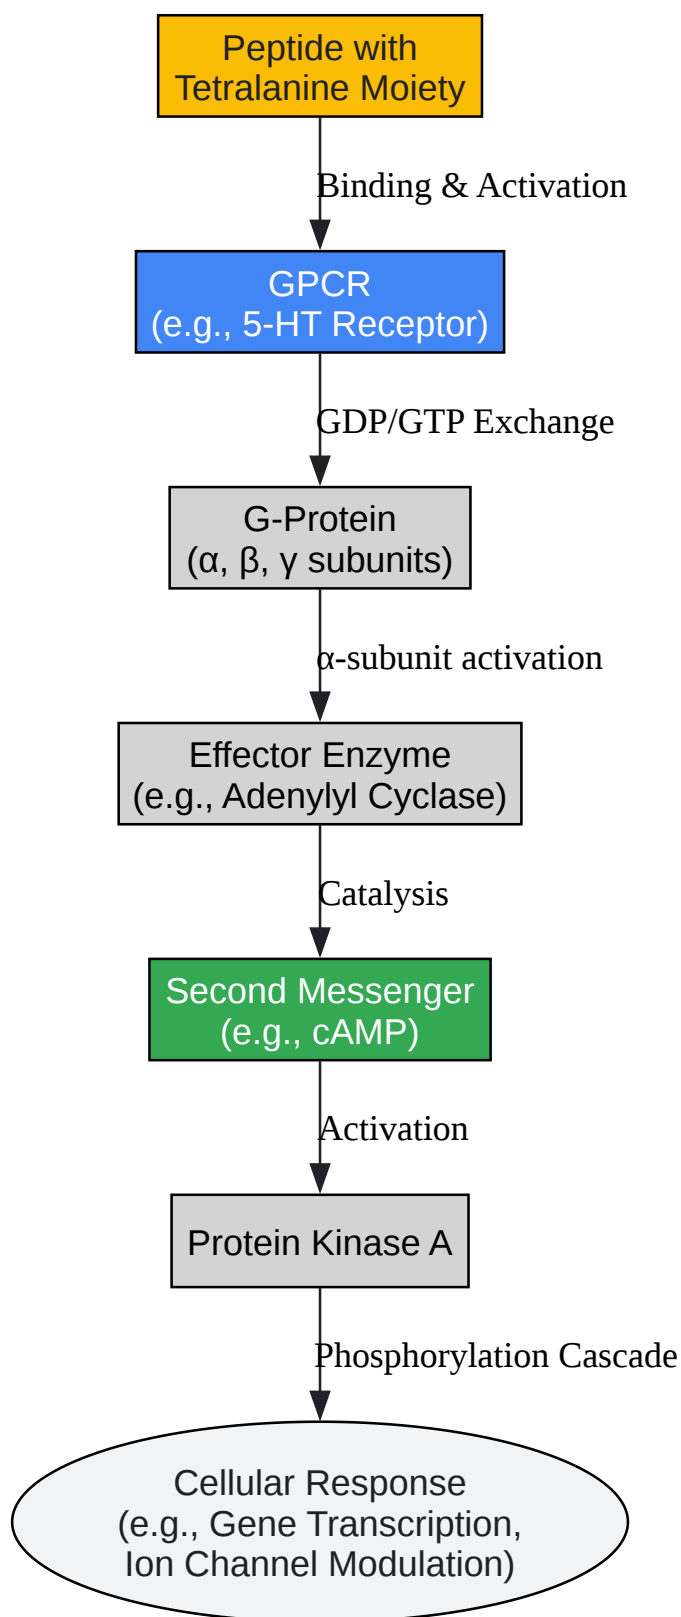 Peptide with
Tetralanine Moiety
Binding & Activation
GPCR
(e.g., 5-HT Receptor)
GDP/GTP Exchange
G-Protein
(α, β, γ subunits)
α-subunit activation
Effector Enzyme
(e.g., Adenylyl Cyclase)
Catalysis
Second Messenger
(e.g., cAMP)
Activation
Protein Kinase A
Phosphorylation Cascade
Cellular Response
(e.g., Gene Transcription,
Ion Channel Modulation)